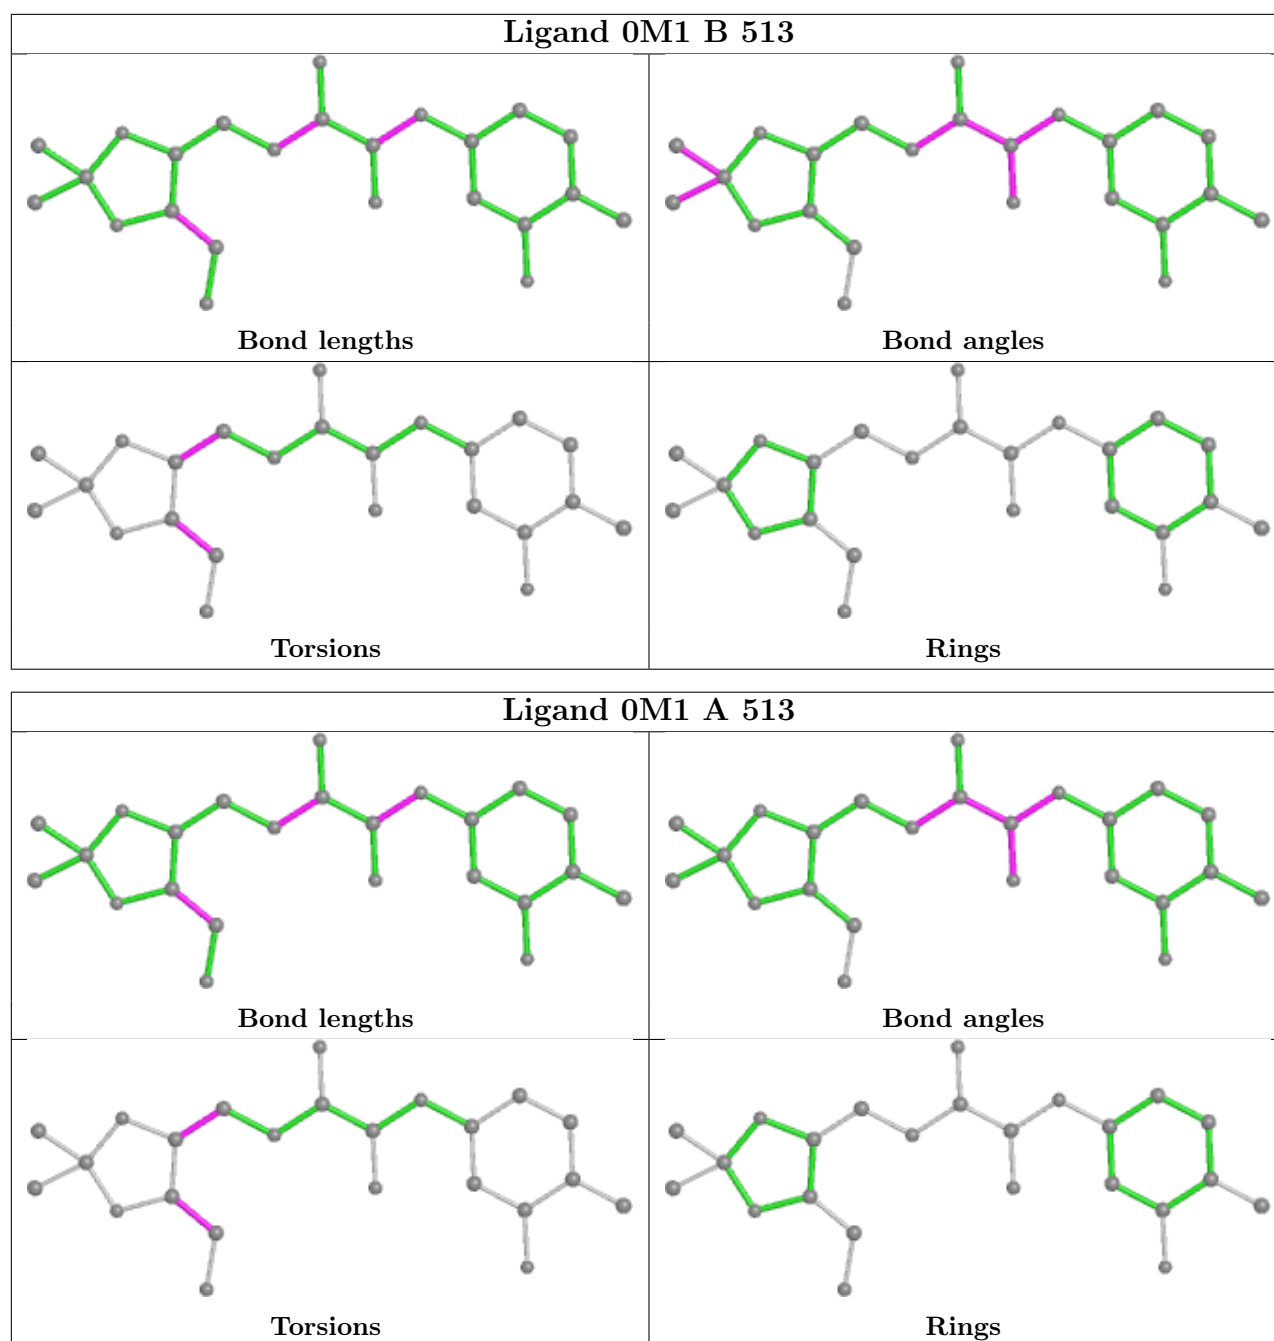 Ligand 0M1 B 513
Bond lengths
Bond angles
Torsions
Rings
Ligand 0M1 A 513
Bond lengths
Bond angles
Torsions
Rings